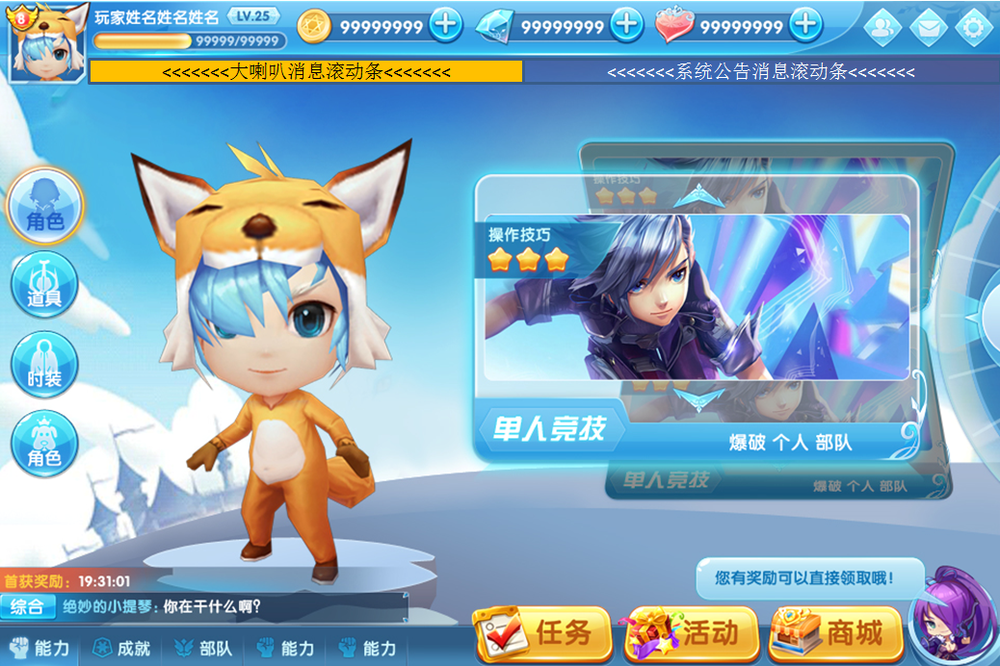 8
玩家姓名姓名姓名 LV.25
99999/99999
99999999
99999999
99999999
<<<<<<<大喇叭消息滚动条<<<<<<<
<<<<<<<系统公告消息滚动条<<<<<<<
角色
道具
时装
角色
操作技巧
操作技巧
单人竞技
爆破 个人 部队
单人竞技
爆破 个人 部队
首获奖励：19:31:01
综合 绝妙的小提琴：你在干什么啊？
您有奖励可以直接领取哦！
能力 成就 部队 能力 能力
任务 活动 商城